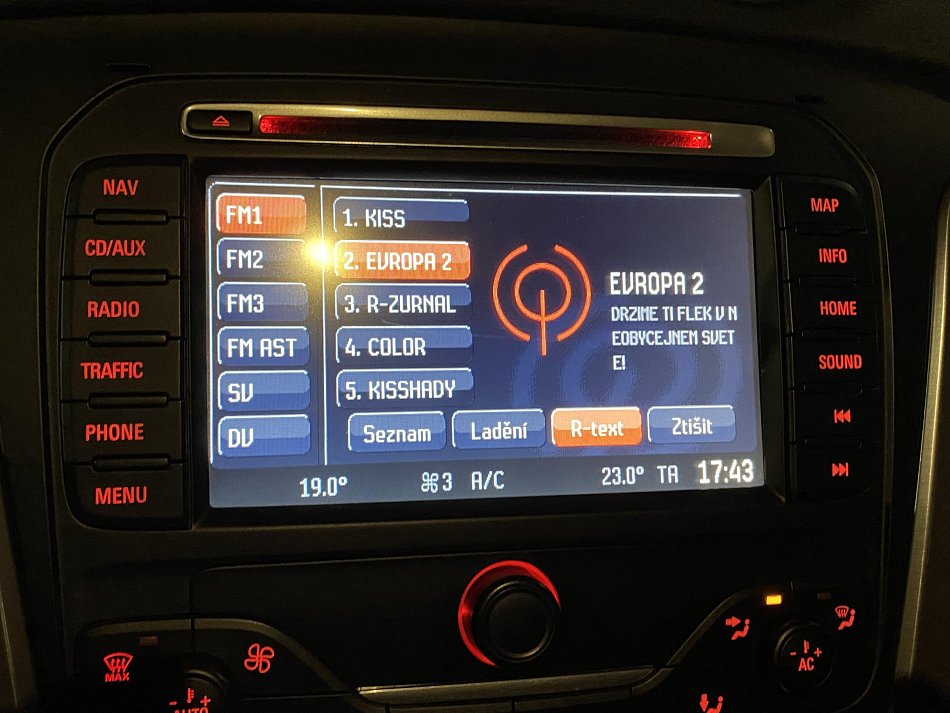 NAV
CD/AUX
RADIO
TRAFFIC
PHONE
MENU
FM1
FM2
FM3
FM AST
SV
DV
1. KISS
2. EVROPA 2
3. R-ZURNAL
4. COLOR
5. KISSHADY
EVROPA 2
DRZIME TI FLEK V N
EOBYCEJNEM SVET
E!
Seznam
Ladění
R-text
Ztišit
19.0°
3
A/C
23.0°
TA
17:43
MAP
INFO
HOME
SOUND
MAX
- +
AUTO
- +
AC